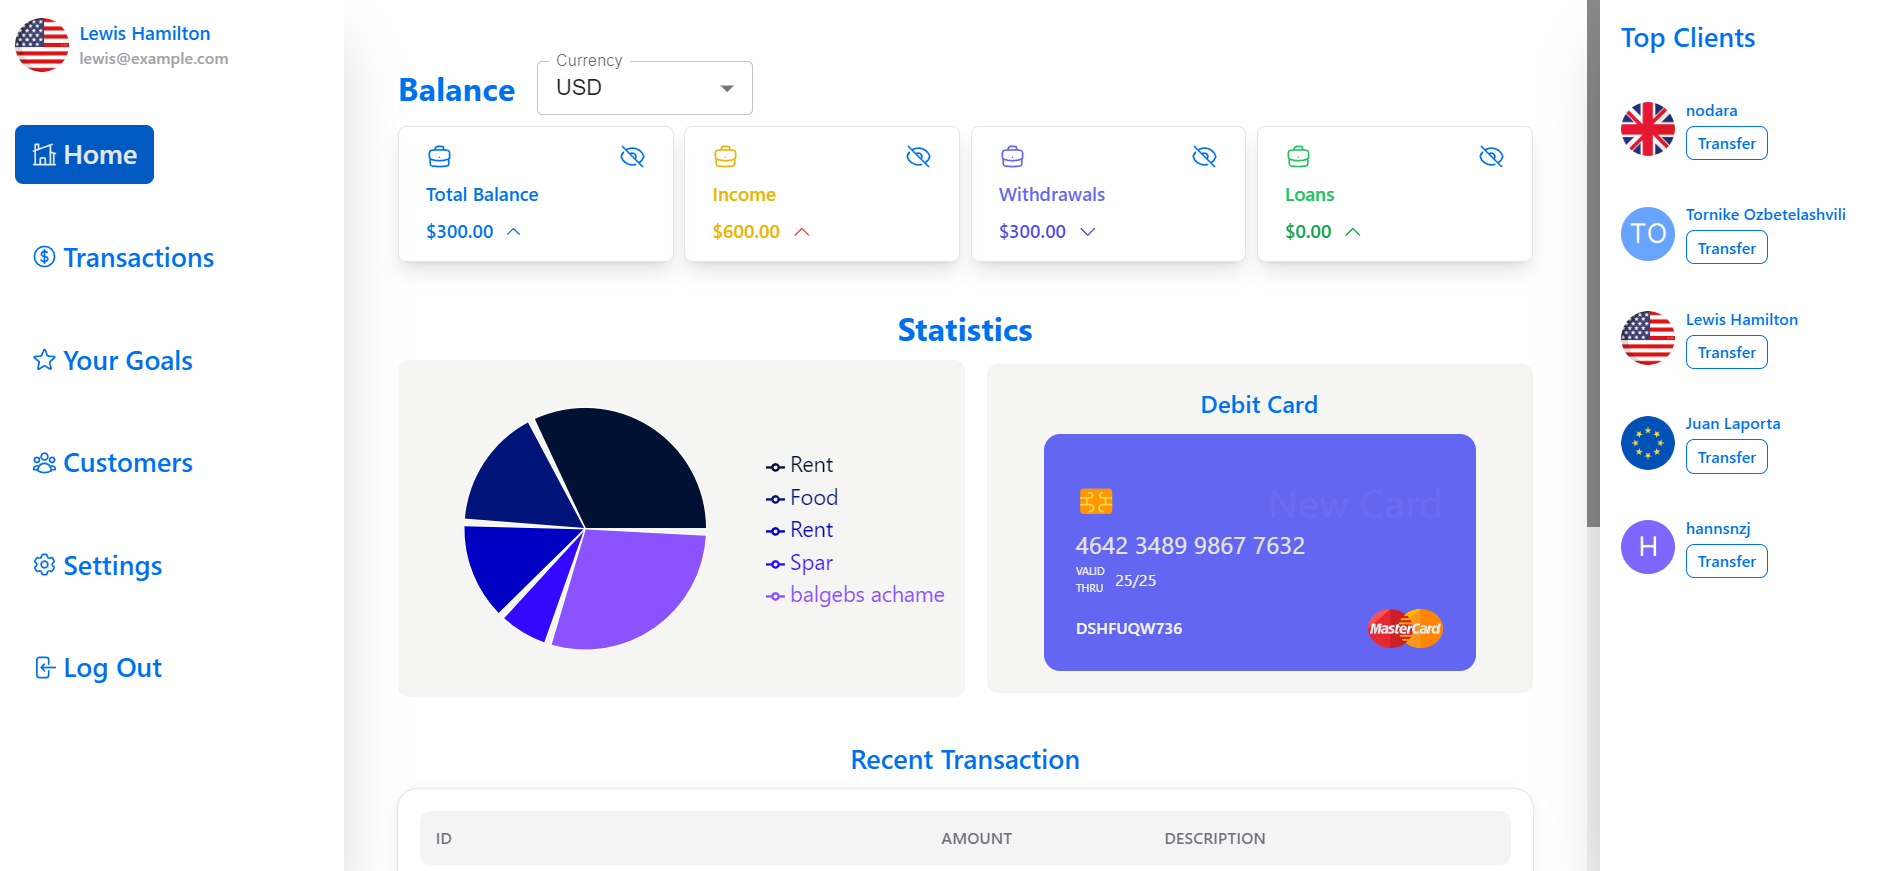 Lewis Hamilton
lewis@example.com
Home
Transactions
Your Goals
Customers
Settings
Log Out
Balance
Currency
USD
Total Balance
$300.00
Income
$600.00
Withdrawals
$300.00
Loans
$0.00
Statistics
Rent
Food
Rent
Spar
balgebs achame
Debit Card
New Card
4642 3489 9867 7632
VALID
THRU
25/25
DSHFUQW736
MasterCard
Recent Transaction
ID AMOUNT DESCRIPTION
Top Clients
nodara
Transfer
TO
Tornike Ozbetelashvili
Transfer
Lewis Hamilton
Transfer
Juan Laporta
Transfer
H
hannsnzj
Transfer